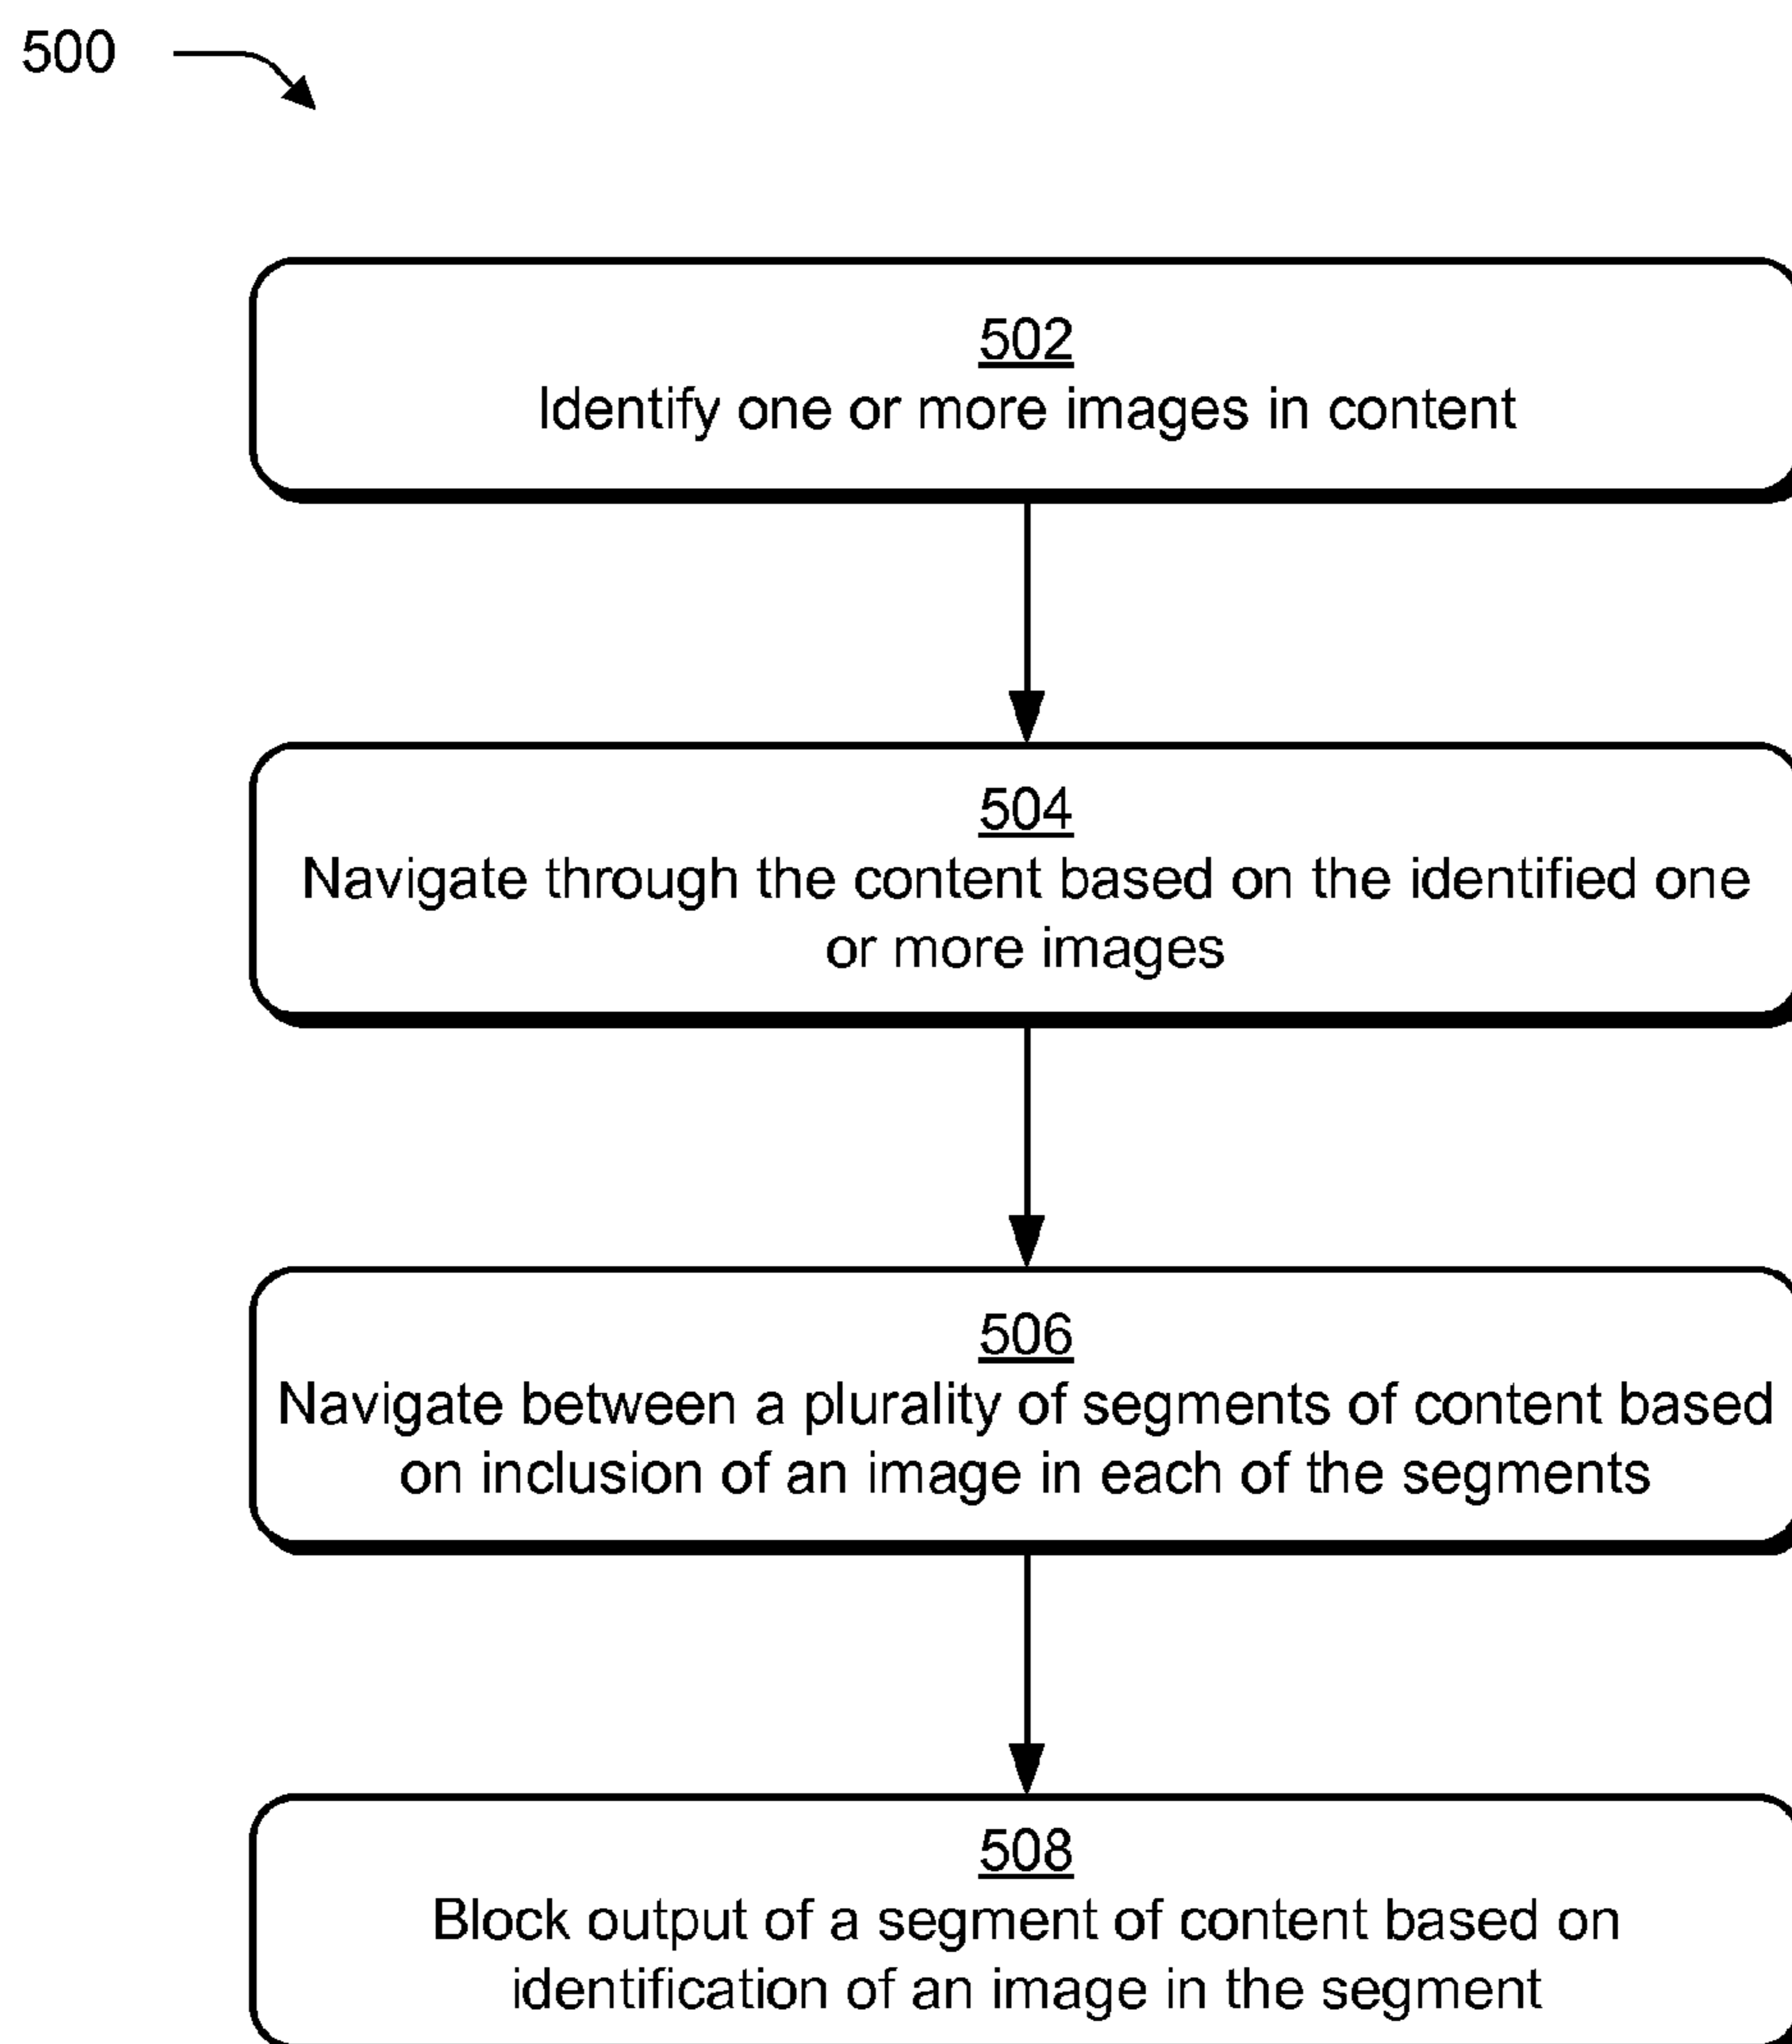 500
502
Identify one or more images in content
504
Navigate through the content based on the identified one
or more images
506
Navigate between a plurality of segments of content based
on inclusion of an image in each of the segments
508
Block output of a segment of content based on
identification of an image in the segment